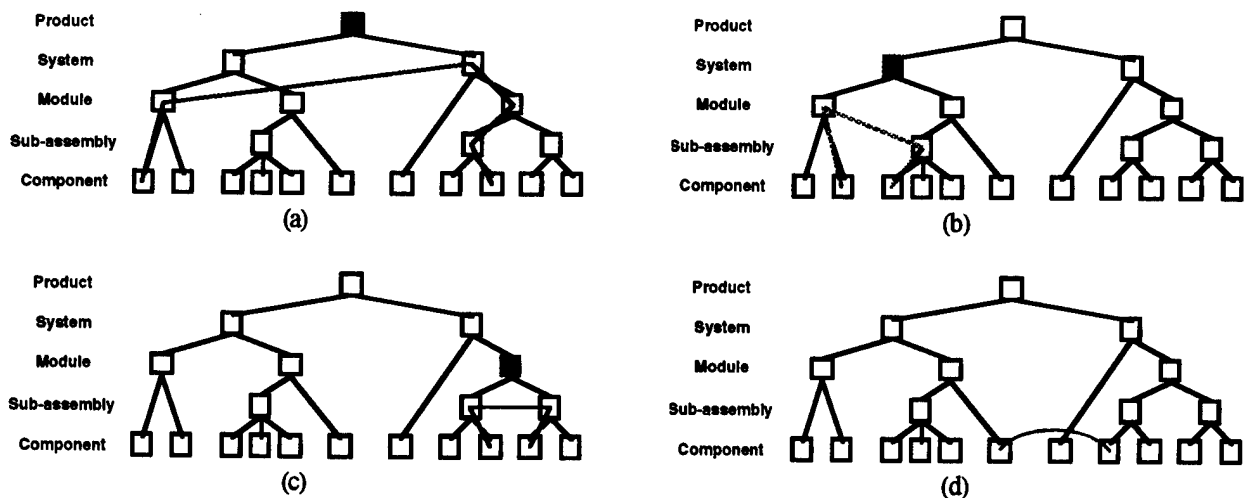 Product
System
Module
Sub-assembly
Component
(a)
Product
System
Module
Sub-assembly
Component
(b)
Product
System
Module
Sub-assembly
Component
(c)
Product
System
Module
Sub-assembly
Component
(d)